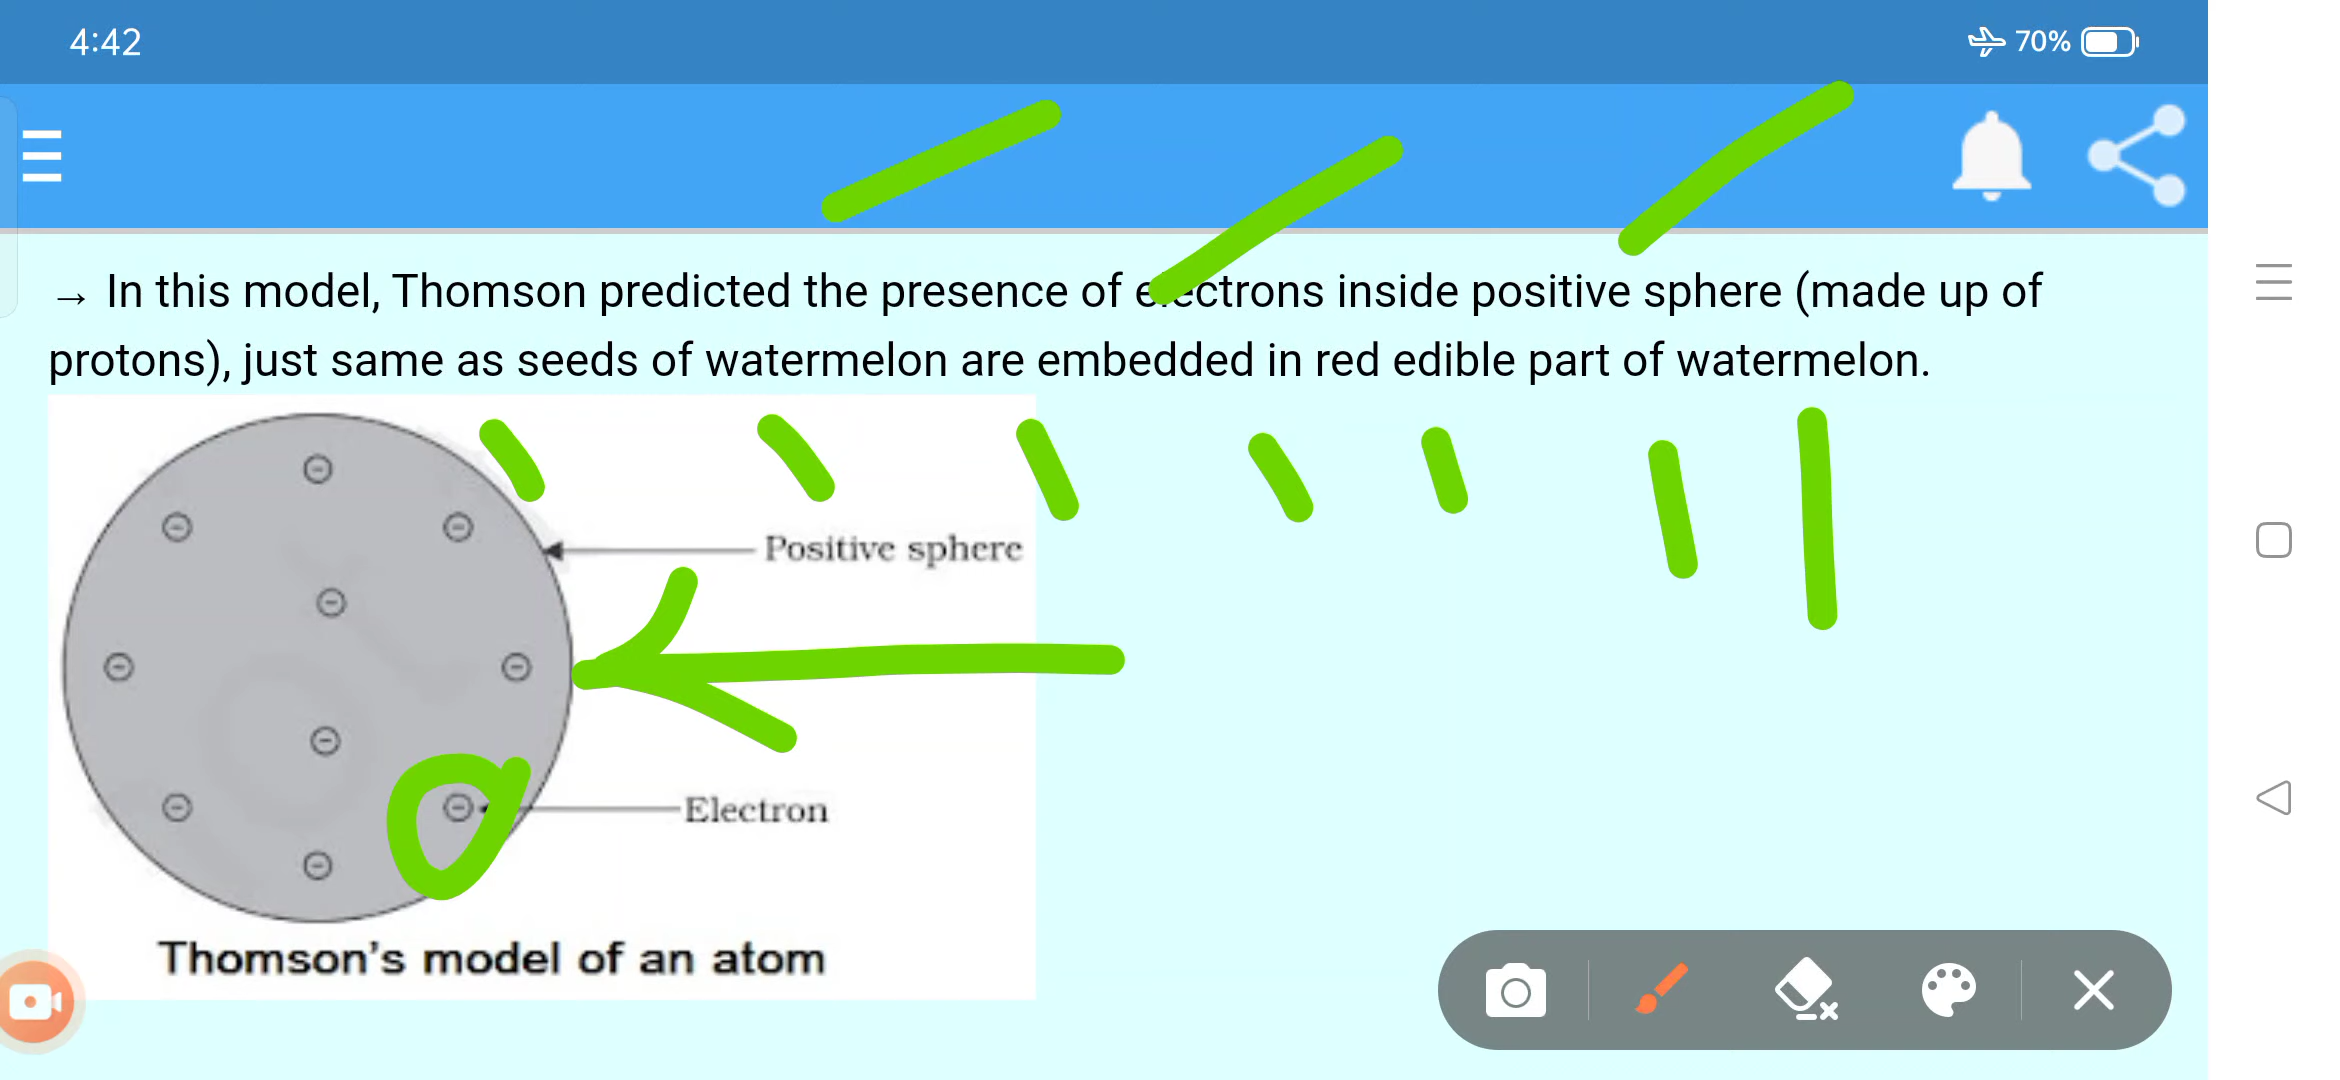 4:42
70%
→ In this model, Thomson predicted the presence of electrons inside positive sphere (made up of
protons), just same as seeds of watermelon are embedded in red edible part of watermelon.
Positive sphere
Electron
Thomson's model of an atom